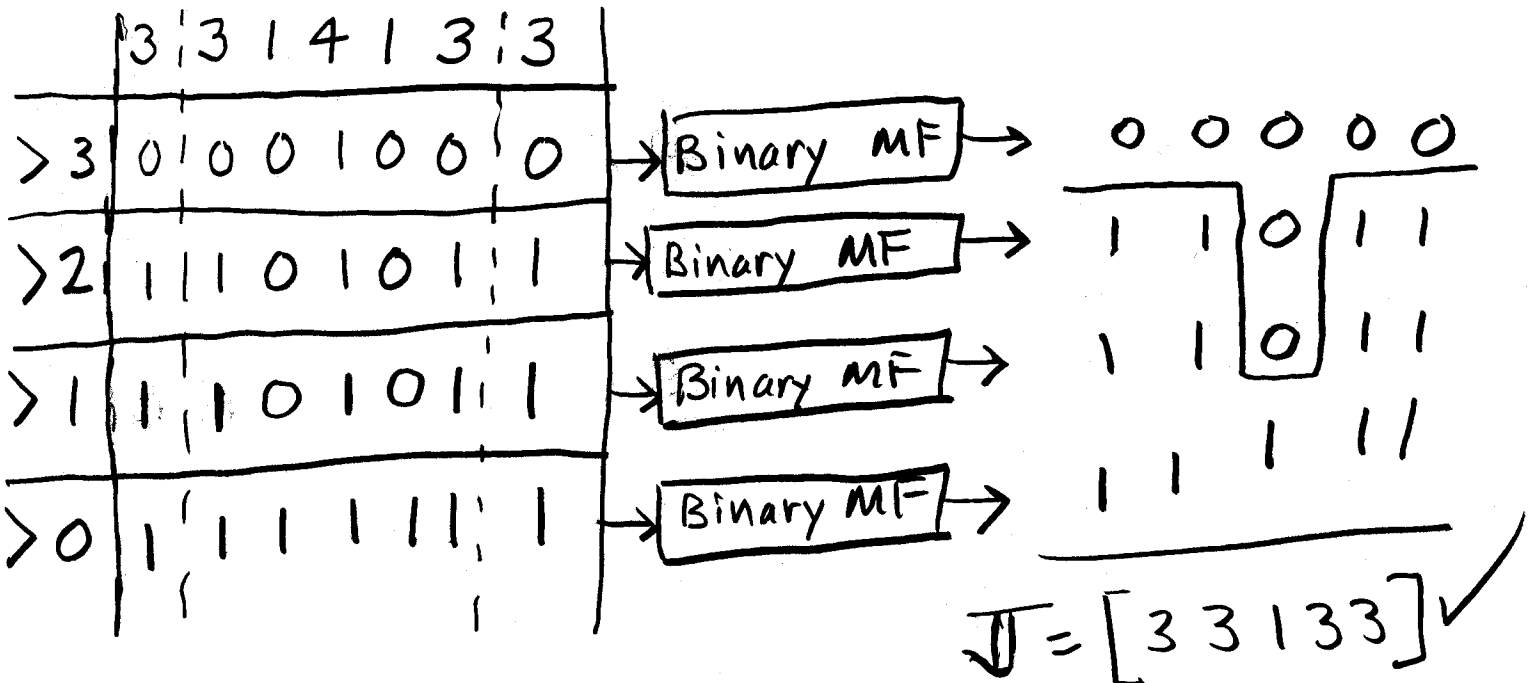 3 3 1 4 1 3 3
>3 0 0 0 1 0 0 0 Binary MF 0 0 0 0 0
>2 1 1 0 1 0 1 1 Binary MF 1 1 0 1 1
>1 1 1 0 1 0 1 1 Binary MF 1 1 0 1 1
>0 1 1 1 1 1 1 1 Binary MF 1 1 1 1 1
= [3 3 1 3 3] ✓